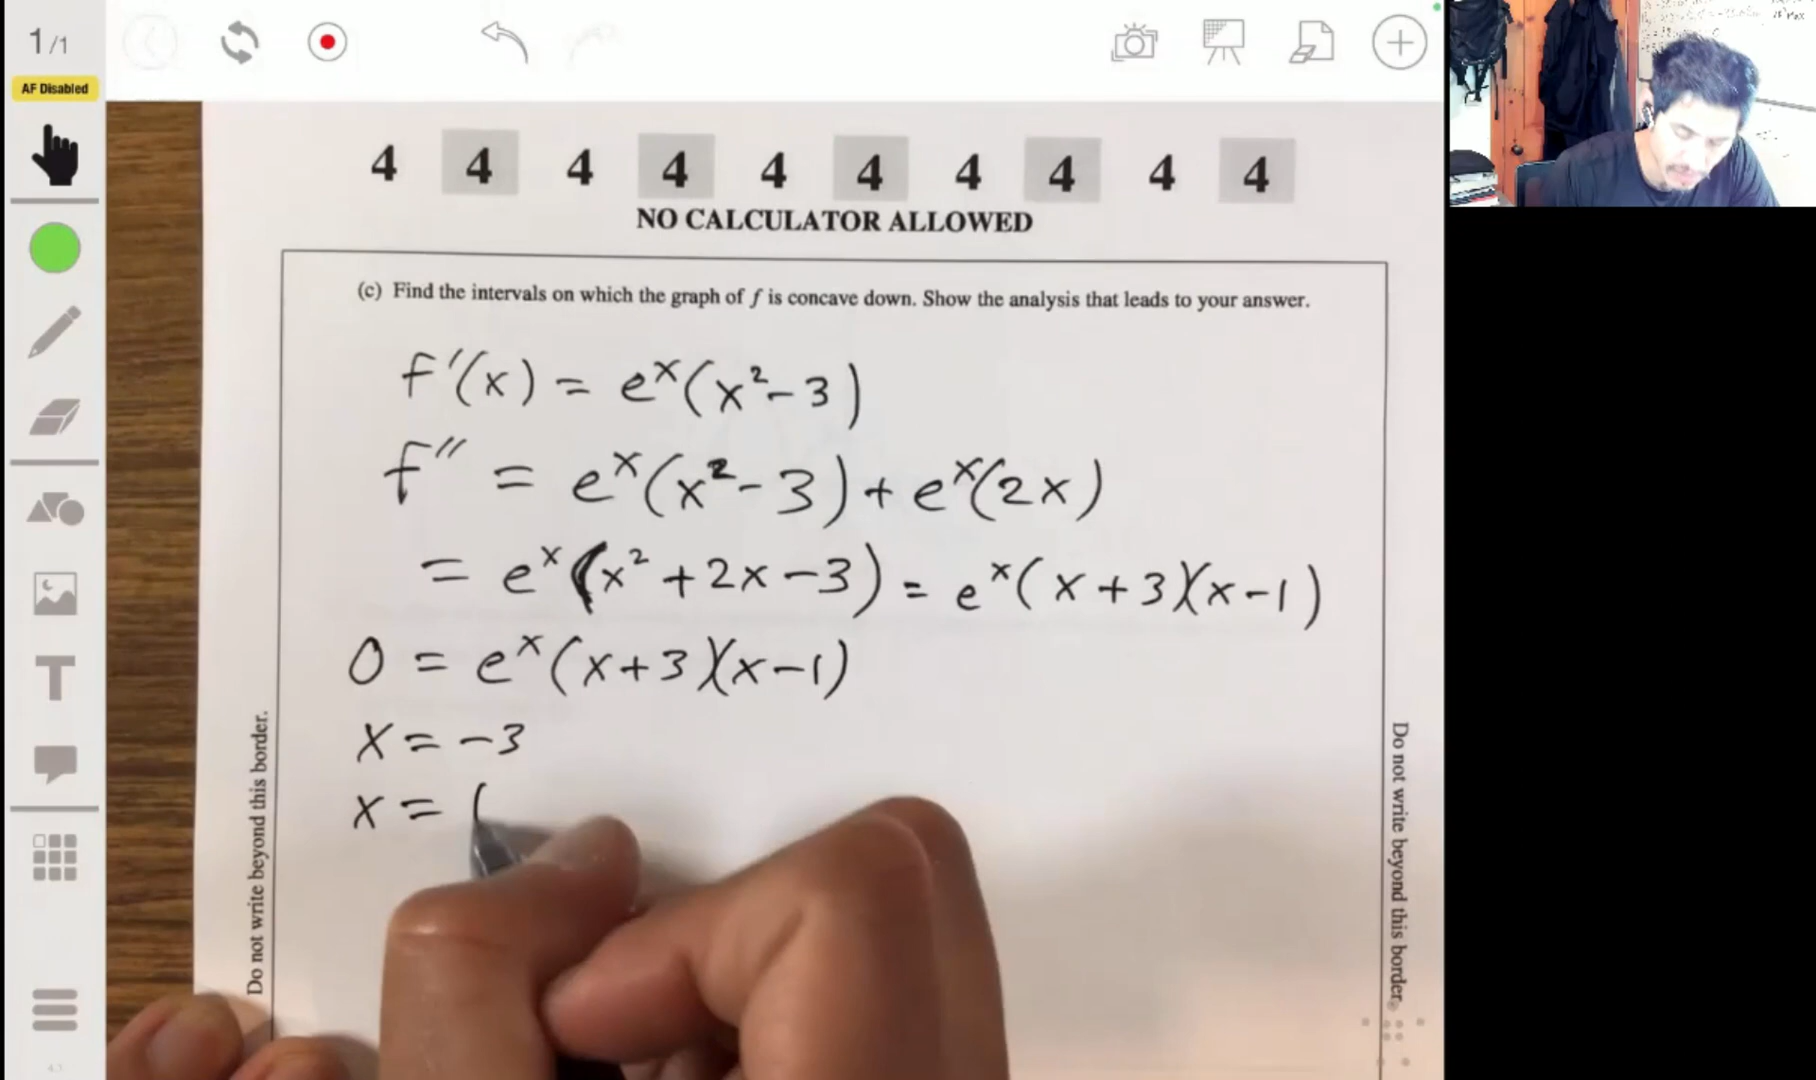 1/1
AF Disabled
4 4 4 4 4 4 4 4 4 4
NO CALCULATOR ALLOWED
(c) Find the intervals on which the graph of f is concave down. Show the analysis that leads to your answer.
f'(x) = e^x(x²-3)
f'' = e^x(x²-3)+e^x(2x)
= e^x(x²+2x-3) = e^x(x+3)(x-1)
0 = e^x(x+3)(x-1)
x = -3
x =
T
Do not write beyond this border.
Do not write beyond this border.